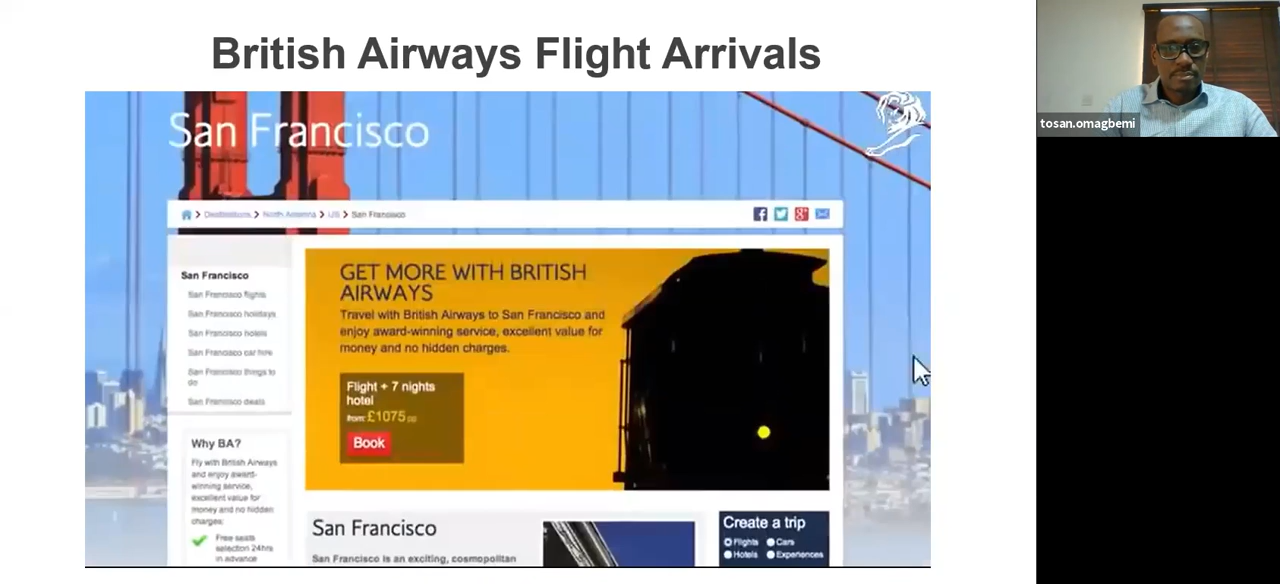 British Airways Flight Arrivals
tosan.omagbemi
San Francisco
Destinations > North America > US > San Francisco
San Francisco
San Francisco flights
San Francisco holidays
San Francisco hotels
San Francisco car hire
San Francisco things to
do
San Francisco deals
GET MORE WITH BRITISH
AIRWAYS
Travel with British Airways to San Francisco and
enjoy award-winning service, excellent value for
money and no hidden charges.
Flight + 7 nights
hotel
from £1075 pp
Book
Why BA?
Fly with British Airways
and enjoy award-
winning service,
excellent value for
money and no hidden
charges:
Free seats
selection 24hrs
in advance
San Francisco
San Francisco is an exciting, cosmopolitan
Create a trip
Flights Cars
Hotels Experiences